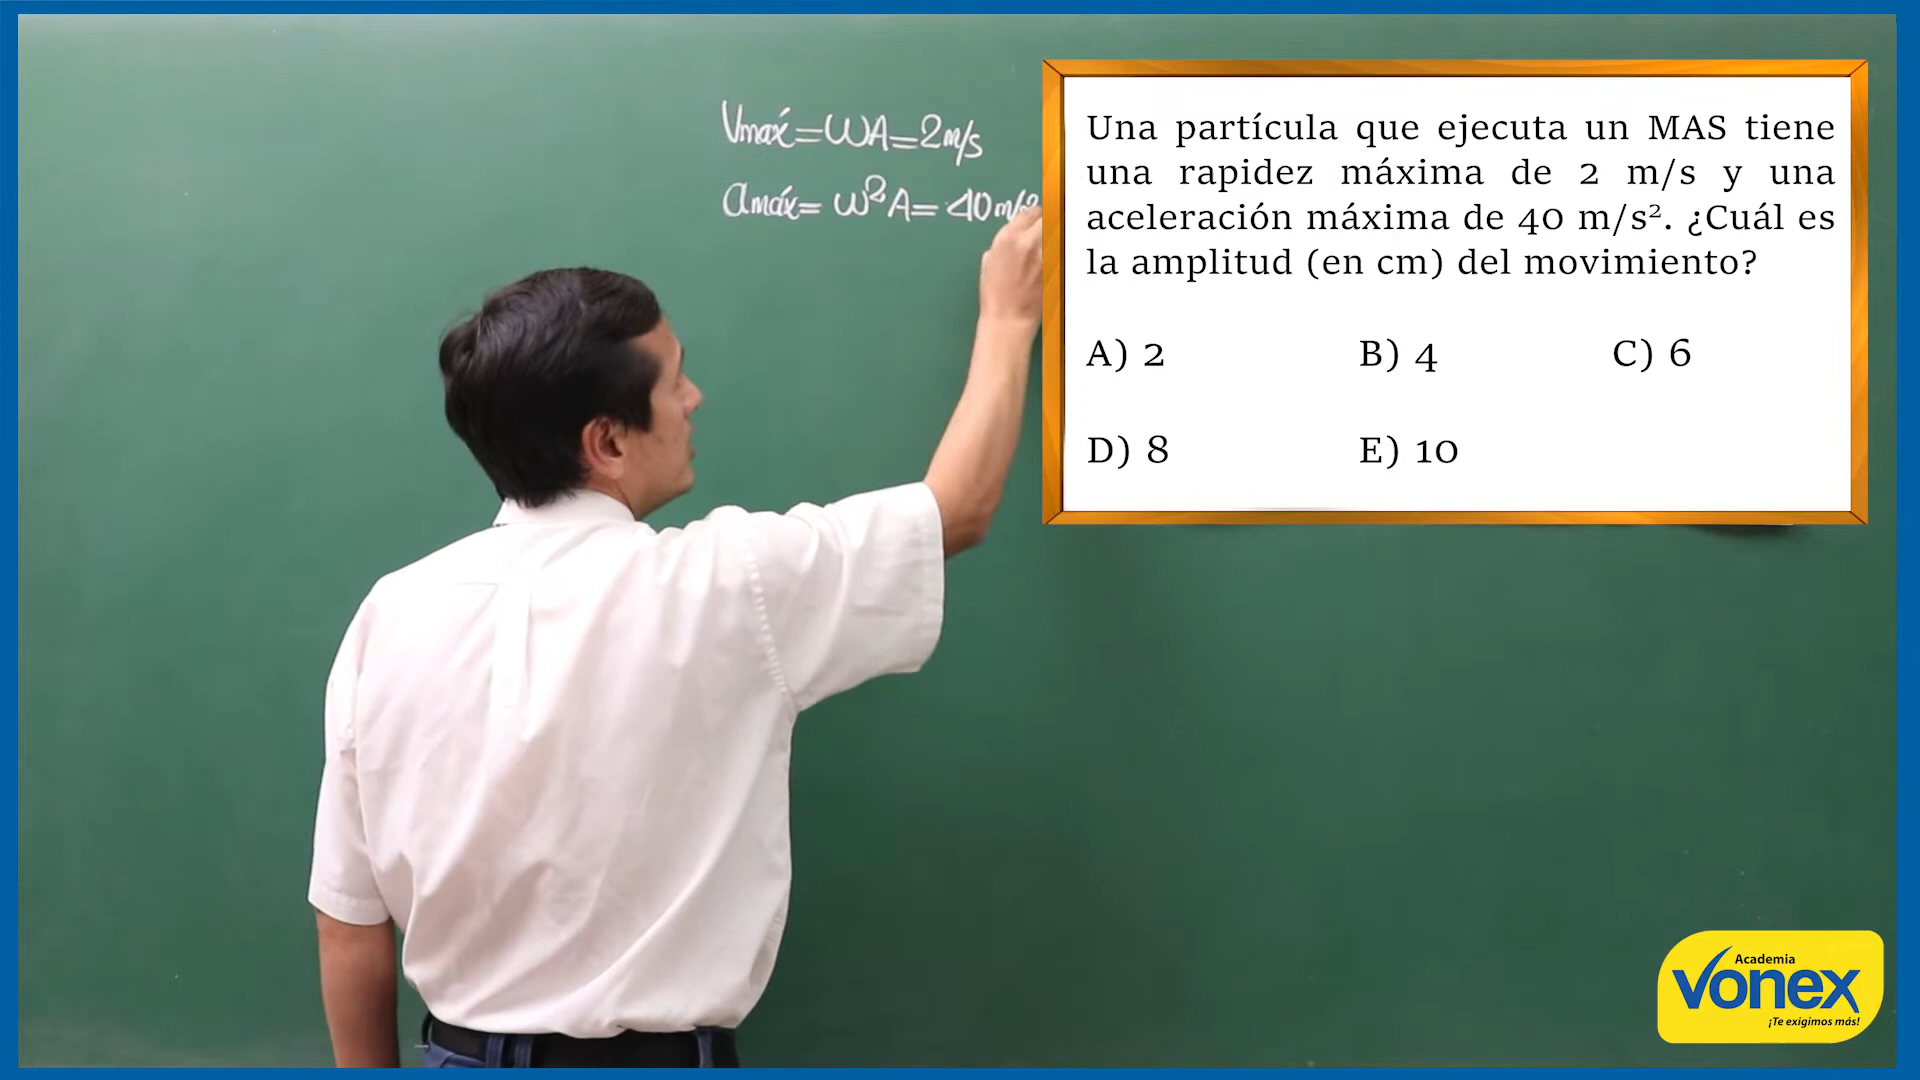 Vmáx=ωA=2m/s
amáx=ω²A=40m/s²
Una partícula que ejecuta un MAS tiene
una rapidez máxima de 2 m/s y una
aceleración máxima de 40 m/s². ¿Cuál es
la amplitud (en cm) del movimiento?
A) 2 B) 4 C) 6
D) 8 E) 10
Academia
vonex
¡Te exigimos más!